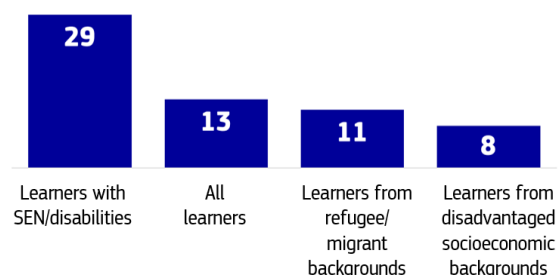 29
13
11
8
Learners with
SEN/disabilities
All
learners
Learners from
refugee/
migrant
backgrounds
Learners from
disadvantaged
socioeconomic
backgrounds